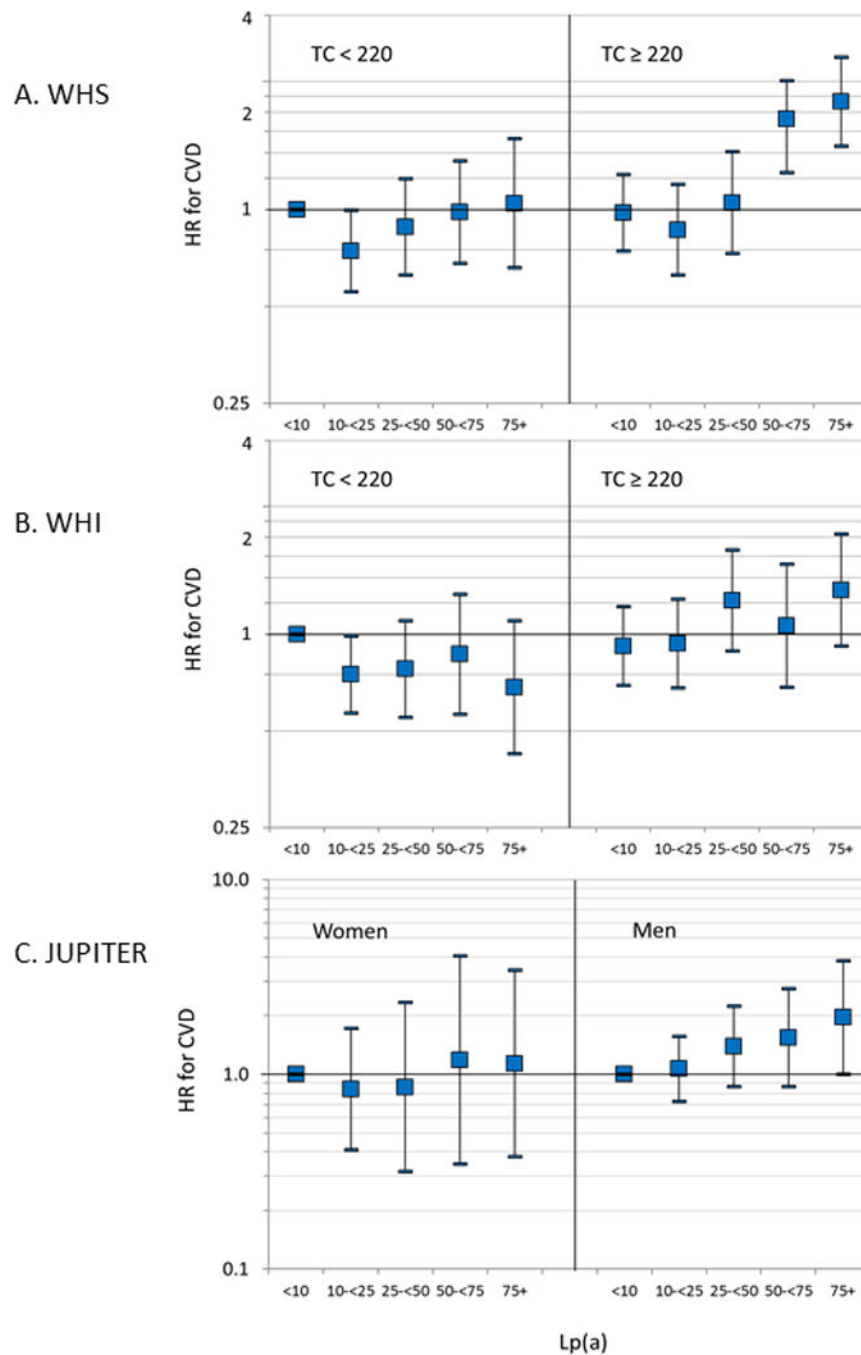 4
TC < 220 TC ≥ 220
A. WHS
2
HR for CVD
1
0.25
<10 10-<25 25-<50 50-<75 75+ <10 10-<25 25-<50 50-<75 75+
4
TC < 220 TC ≥ 220
B. WHI
2
HR for CVD
1
0.25
<10 10-<25 25-<50 50-<75 75+ <10 10-<25 25-<50 50-<75 75+
10.0
Women Men
C. JUPITER
HR for CVD
1.0
0.1
<10 10-<25 25-<50 50-<75 75+ <10 10-<25 25-<50 50-<75 75+
Lp(a)